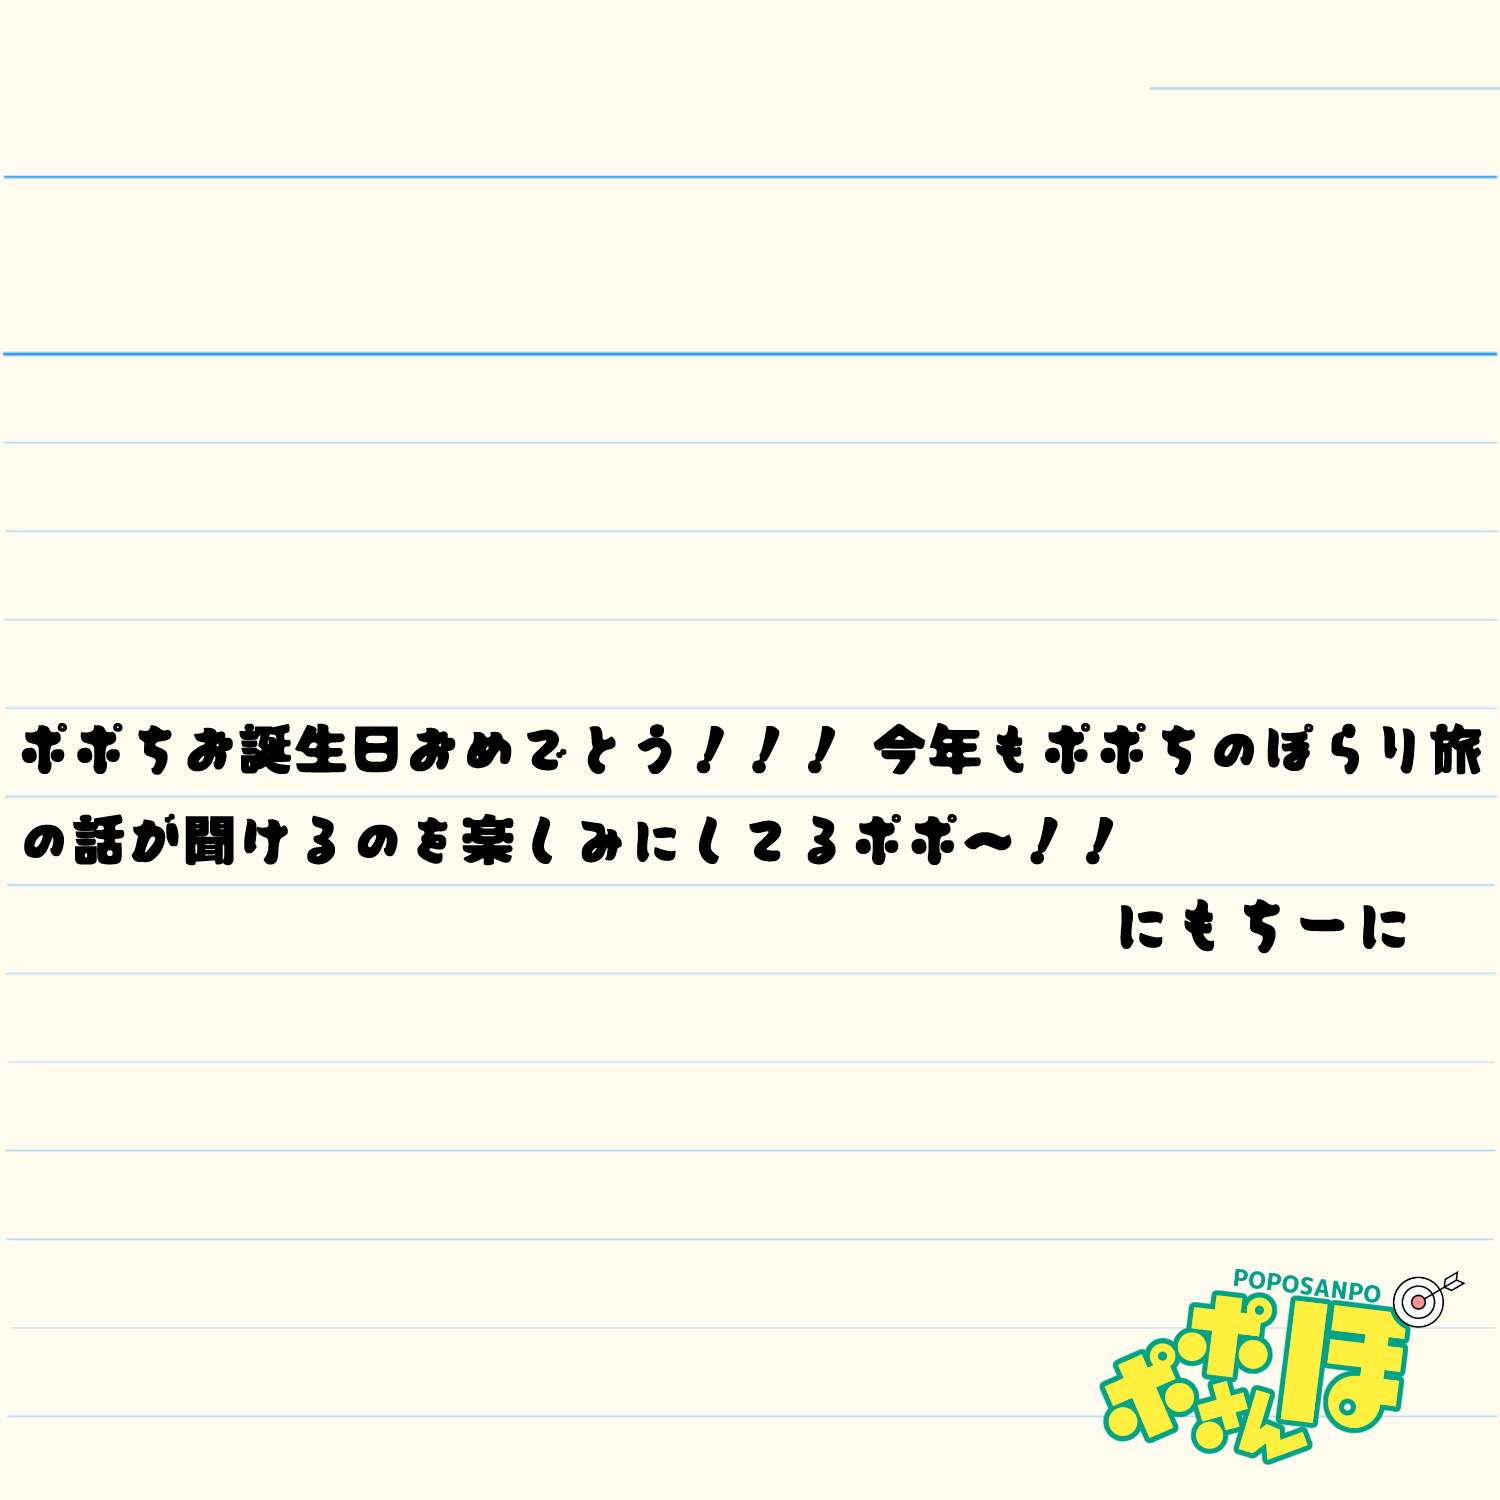 ポポちお誕生日おめでとう！！！ 今年もポポちのぽらり旅
の話が聞けるのを楽しみにしてるポポ～！！
にもちーに
POPOSANPO
ポポさんぽ